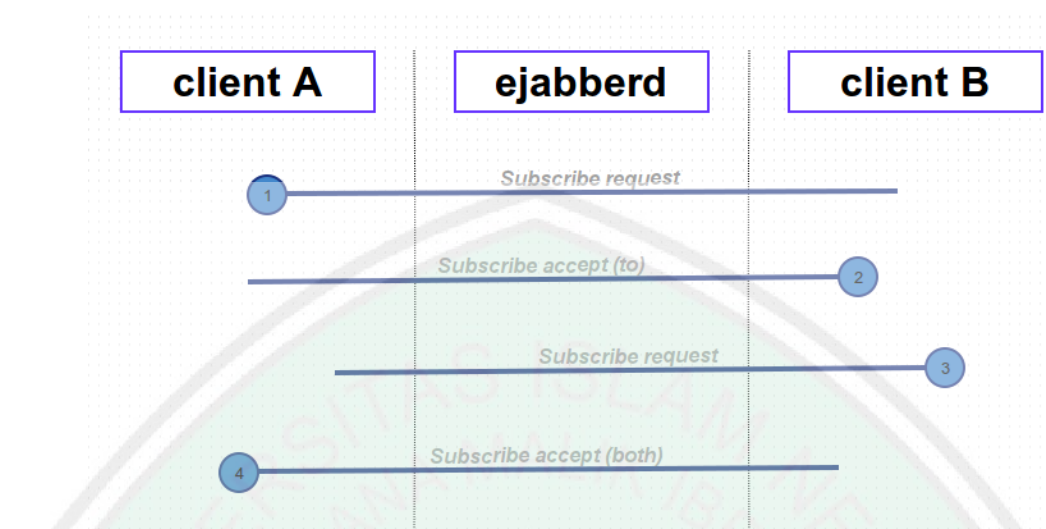 client A
ejabberd
client B
1
Subscribe request
Subscribe accept (to)
2
Subscribe request
3
4
Subscribe accept (both)